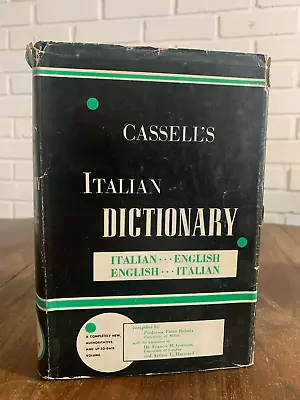 CASSELL'S
ITALIAN
DICTIONARY
ITALIAN ··· ENGLISH
ENGLISH ··· ITALIAN
A COMPLETELY NEW,
AUTHORITATIVE,
AND UP-TO-DATE
VOLUME
compiled by
Professor Piero Rebora
University of Milan
with the assistance of
Dr. Francis M. Guercio
University of London
and Arthur L. Hayward